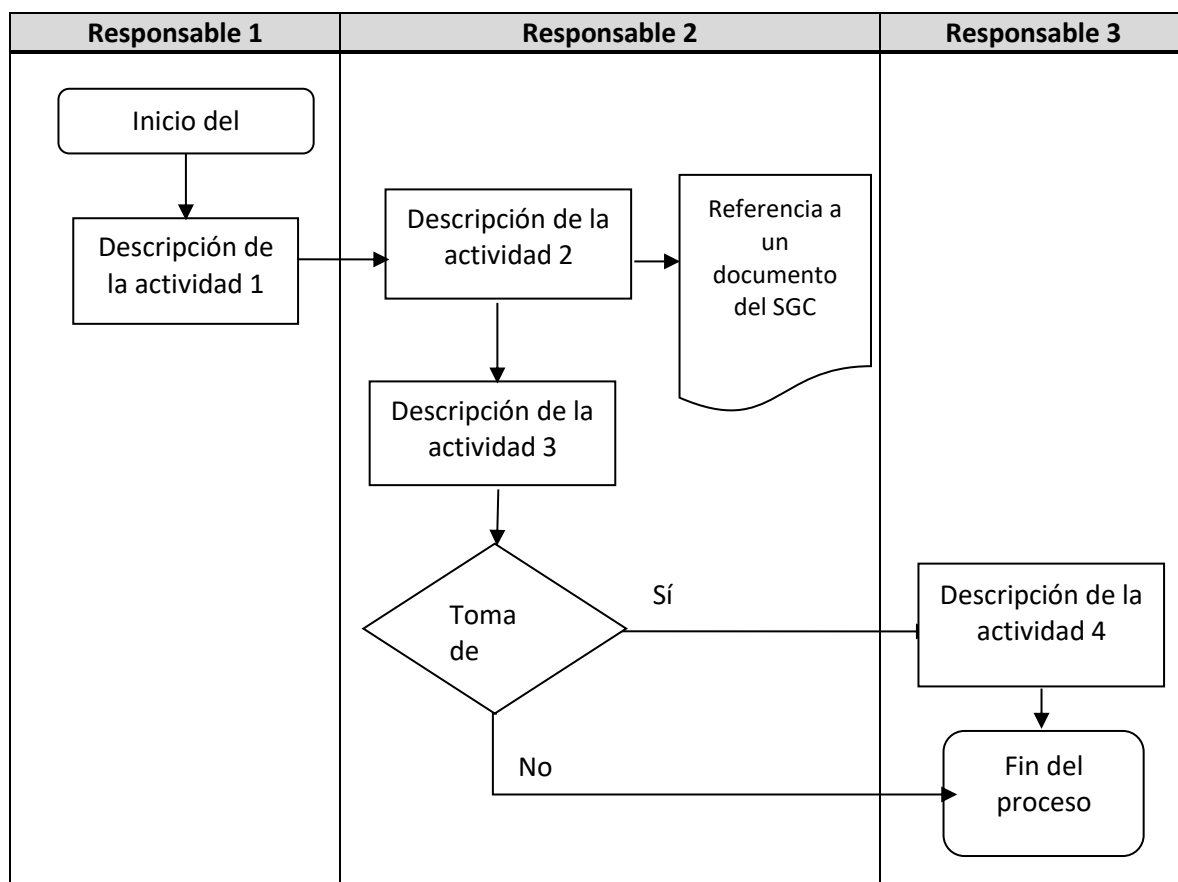 Responsable 1
Responsable 2
Responsable 3
Inicio del
Descripción de
la actividad 1
Descripción de la
actividad 2
Referencia a
un
documento
del SGC
Descripción de la
actividad 3
Toma
de
Sí
Descripción de la
actividad 4
No
Fin del
proceso